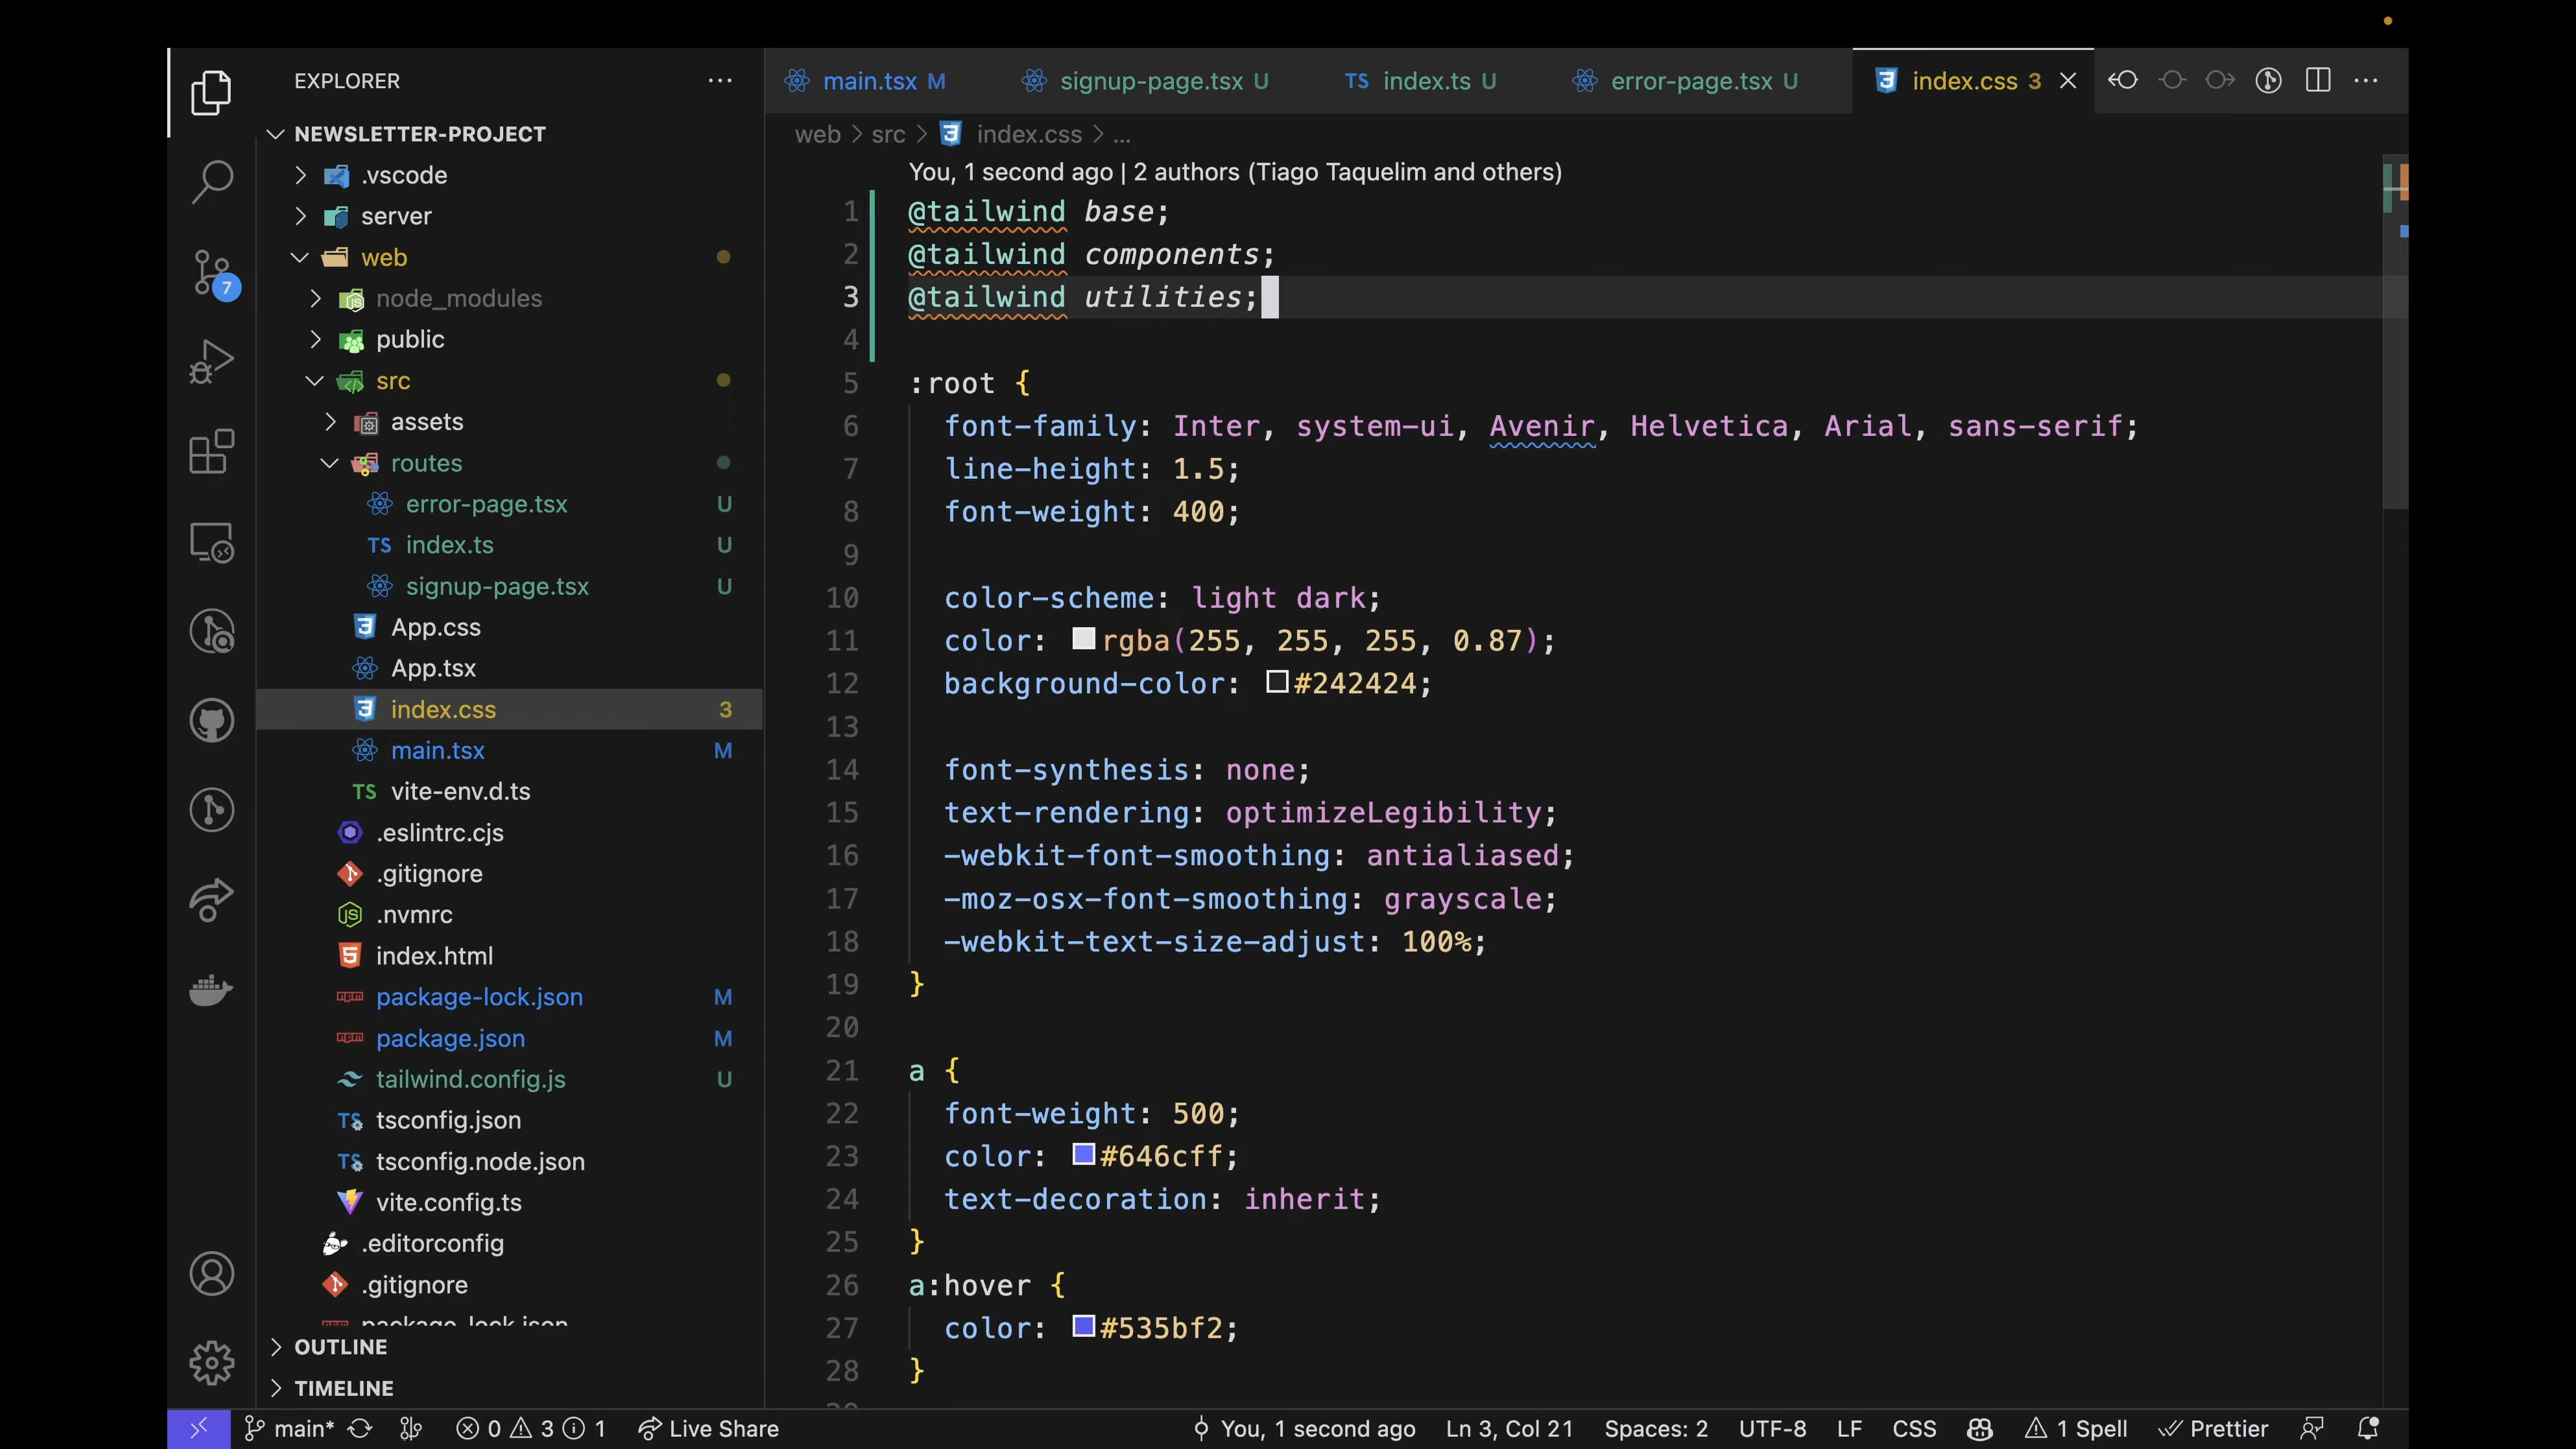 EXPLORER
NEWSLETTER-PROJECT
.vscode
server
web
node_modules
public
src
assets
routes
error-page.tsx U
TS index.ts U
signup-page.tsx U
App.css
App.tsx
index.css 3
main.tsx M
TS vite-env.d.ts
.eslintrc.cjs
.gitignore
.nvmrc
index.html
package-lock.json M
package.json M
tailwind.config.js U
TS tsconfig.json
TS tsconfig.node.json
vite.config.ts
.editorconfig
.gitignore
package-lock.json
OUTLINE
TIMELINE
7
main.tsx M signup-page.tsx U TS index.ts U error-page.tsx U index.css 3
web > src > index.css > ...
You, 1 second ago | 2 authors (Tiago Taquelim and others)
1 @tailwind base;
2 @tailwind components;
3 @tailwind utilities;
4
5 :root {
6 font-family: Inter, system-ui, Avenir, Helvetica, Arial, sans-serif;
7 line-height: 1.5;
8 font-weight: 400;
9
10 color-scheme: light dark;
11 color: rgba(255, 255, 255, 0.87);
12 background-color: #242424;
13
14 font-synthesis: none;
15 text-rendering: optimizeLegibility;
16 -webkit-font-smoothing: antialiased;
17 -moz-osx-font-smoothing: grayscale;
18 -webkit-text-size-adjust: 100%;
19 }
20
21 a {
22 font-weight: 500;
23 color: #646cff;
24 text-decoration: inherit;
25 }
26 a:hover {
27 color: #535bf2;
28 }
main* 0 3 1 Live Share You, 1 second ago Ln 3, Col 21 Spaces: 2 UTF-8 LF CSS 1 Spell Prettier